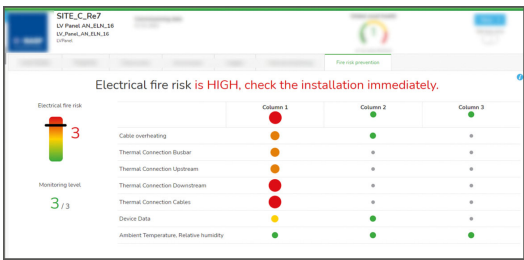 SITE_C_Re7
LV Panel_AN_ELN_16
LV_Panel_AN_ELN_16
LVPanel
Fire risk prevention
Electrical fire risk is HIGH, check the installation immediately.
Electrical fire risk
3
Monitoring level
3 / 3
Column 1 Column 2 Column 3
Cable overheating
Thermal Connection Busbar
Thermal Connection Upstream
Thermal Connection Downstream
Thermal Connection Cables
Device Data
Ambient Temperature, Relative humidity